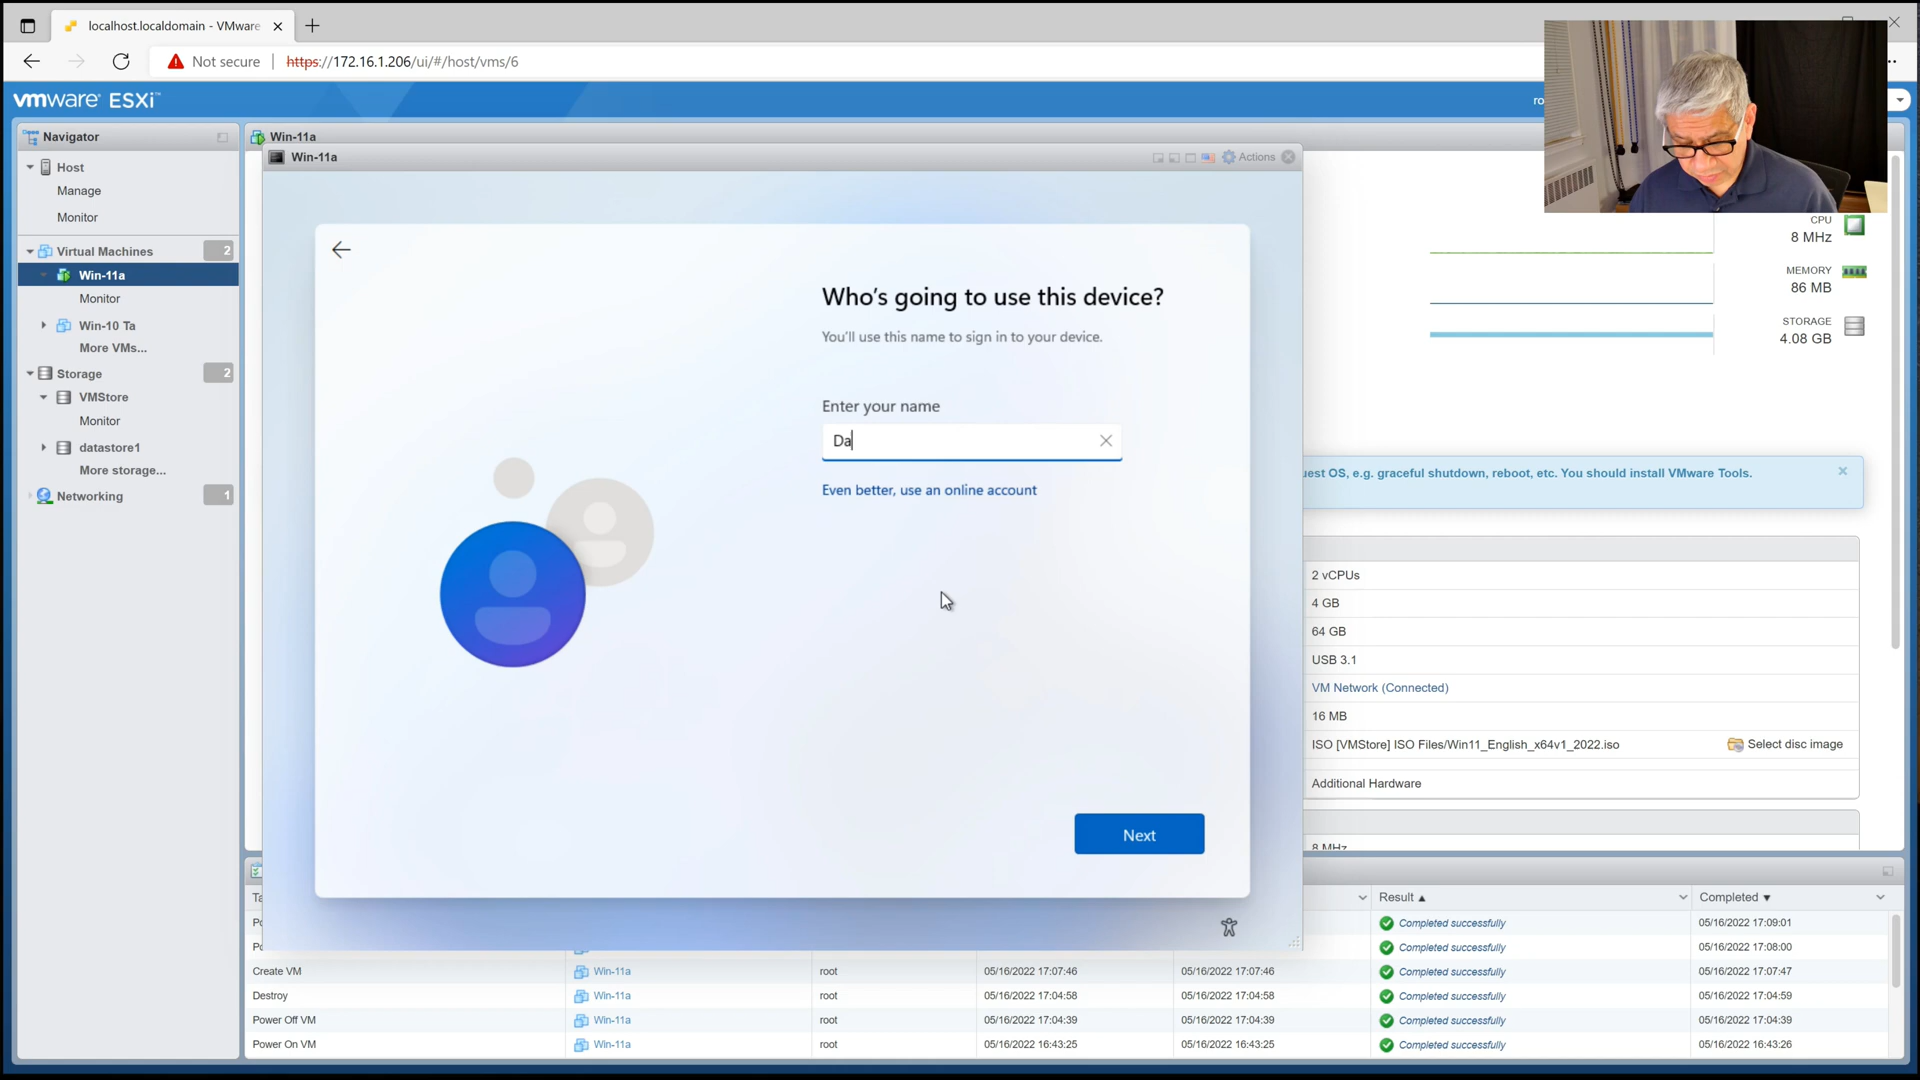 localhost.localdomain - VMware
Not secure
https://172.16.1.206/ui/#/host/vms/6
vmware ESXi™
ro
Navigator
Host
Manage
Monitor
Virtual Machines 2
Win-11a
Monitor
Win-10 Ta
More VMs...
Storage 2
VMStore
Monitor
datastore1
More storage...
Networking 1
Win-11a
Win-11a
Actions
Who's going to use this device?
You'll use this name to sign in to your device.
Enter your name
Da
Even better, use an online account
Next
CPU
8 MHz
MEMORY
86 MB
STORAGE
4.08 GB
uest OS, e.g. graceful shutdown, reboot, etc. You should install VMware Tools.
2 vCPUs
4 GB
64 GB
USB 3.1
VM Network (Connected)
16 MB
ISO [VMStore] ISO Files/Win11_English_x64v1_2022.iso Select disc image
Additional Hardware
8 MHz
Ta Result ▲ Completed ▼
Po Completed successfully 05/16/2022 17:09:01
Po Completed successfully 05/16/2022 17:08:00
Create VM Win-11a root 05/16/2022 17:07:46 05/16/2022 17:07:46 Completed successfully 05/16/2022 17:07:47
Destroy Win-11a root 05/16/2022 17:04:58 05/16/2022 17:04:58 Completed successfully 05/16/2022 17:04:59
Power Off VM Win-11a root 05/16/2022 17:04:39 05/16/2022 17:04:39 Completed successfully 05/16/2022 17:04:39
Power On VM Win-11a root 05/16/2022 16:43:25 05/16/2022 16:43:25 Completed successfully 05/16/2022 16:43:26